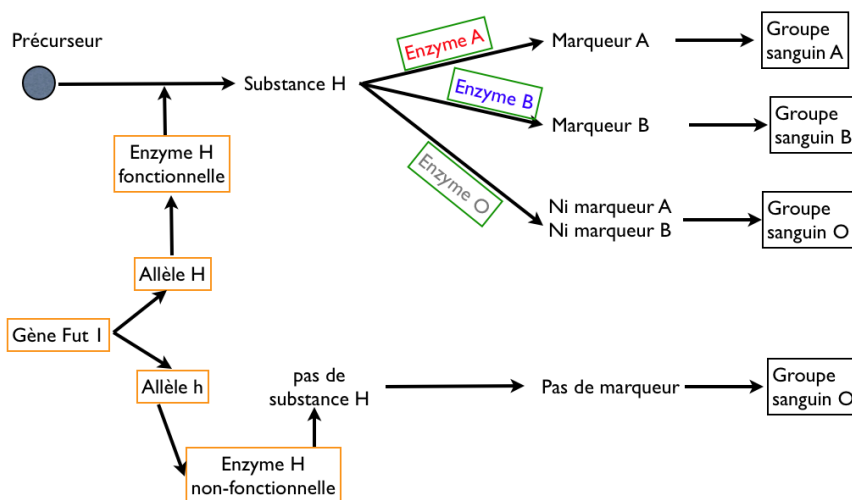 Précurseur
Substance H
Enzyme A
Marqueur A
Groupe
sanguin A
Enzyme B
Marqueur B
Groupe
sanguin B
Enzyme O
Ni marqueur A
Ni marqueur B
Groupe
sanguin O
Enzyme H
fonctionnelle
Allèle H
Gène Fut 1
Allèle h
Enzyme H
non-fonctionnelle
pas de
substance H
Pas de marqueur
Groupe
sanguin O